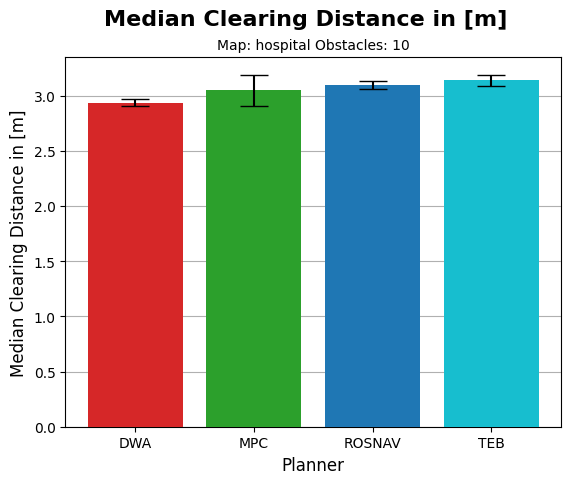 Median Clearing Distance in [m]
Map: hospital Obstacles: 10
Median Clearing Distance in [m]
3.0
2.5
2.0
1.5
1.0
0.5
0.0
DWA MPC ROSNAV TEB
Planner